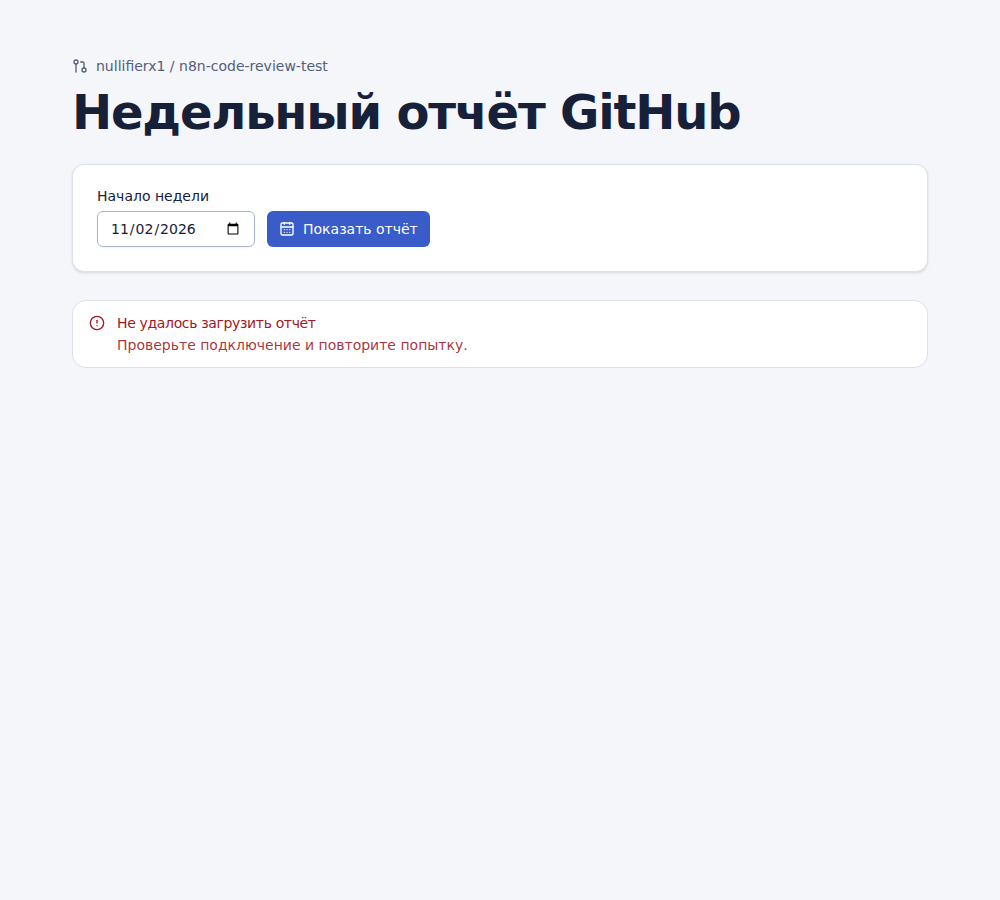 nullifierx1 / n8n-code-review-test
Недельный отчёт GitHub
Начало недели
11/02/2026
Показать отчёт
Не удалось загрузить отчёт
Проверьте подключение и повторите попытку.